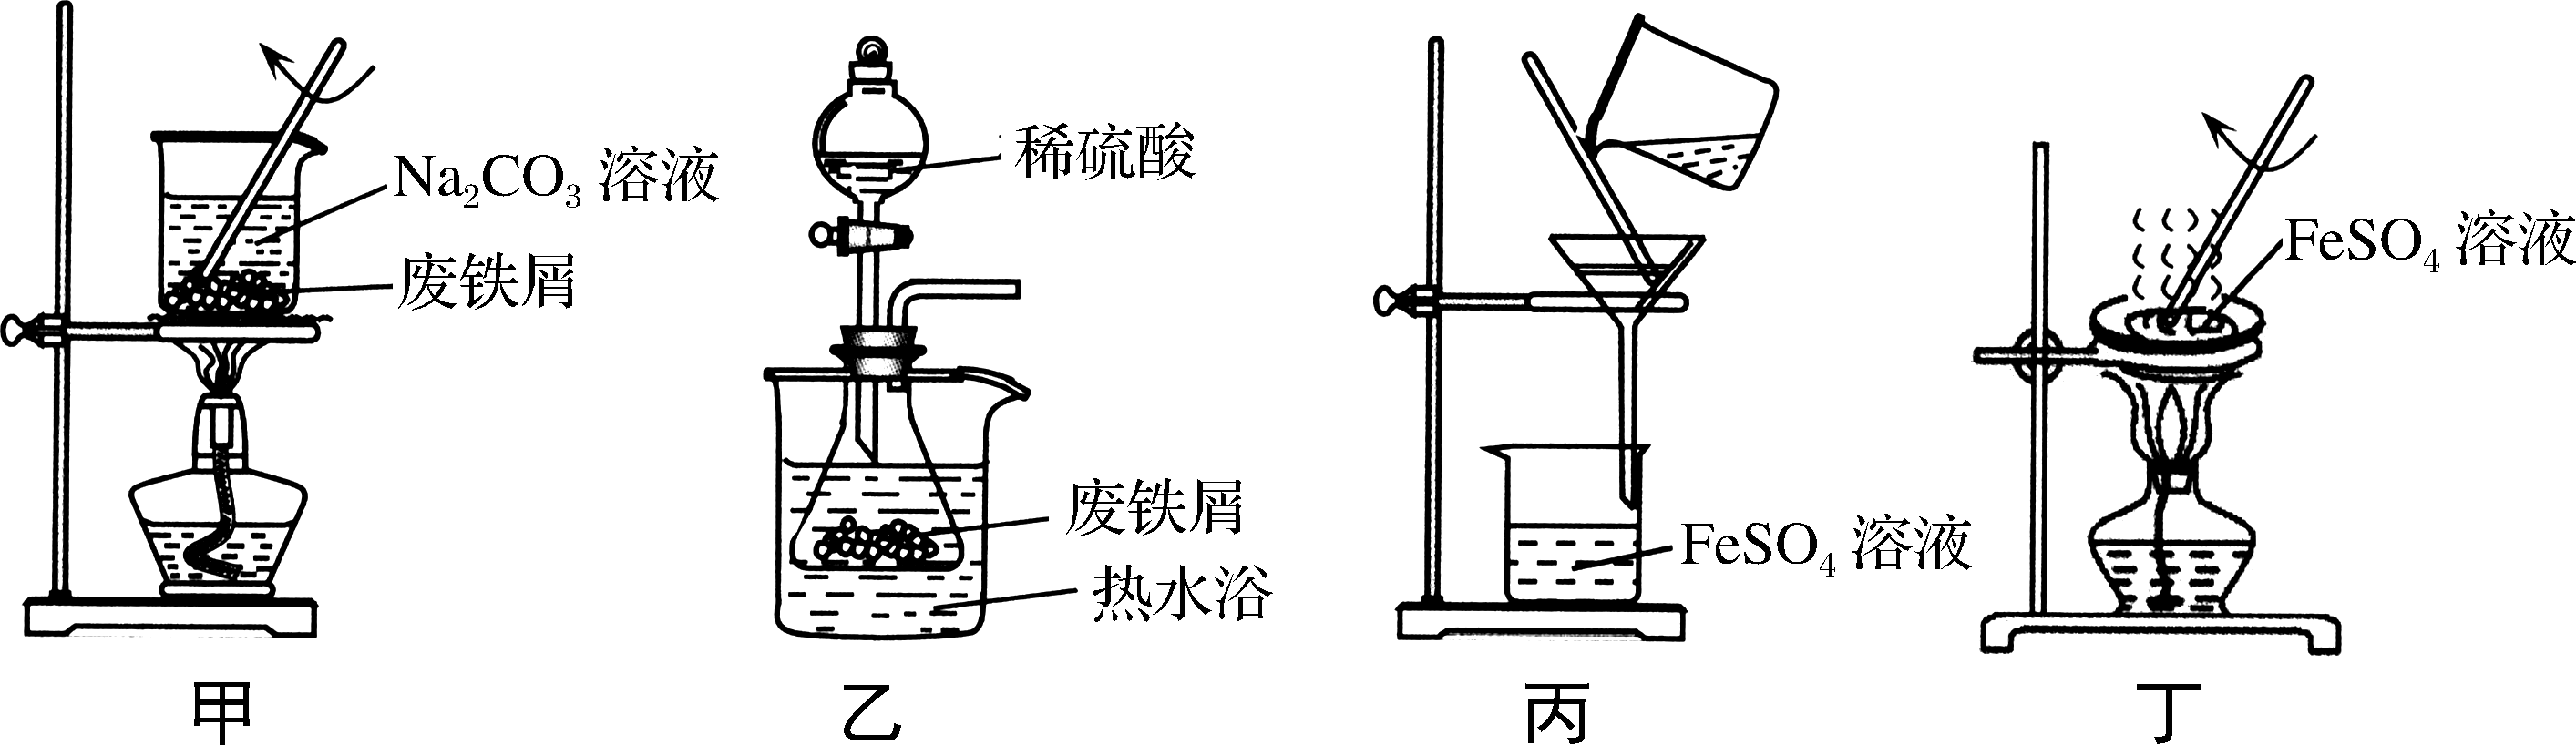 Na₂CO₃ 溶液
废铁屑
甲
稀硫酸
废铁屑
热水浴
乙
FeSO₄ 溶液
丙
FeSO₄ 溶液
丁